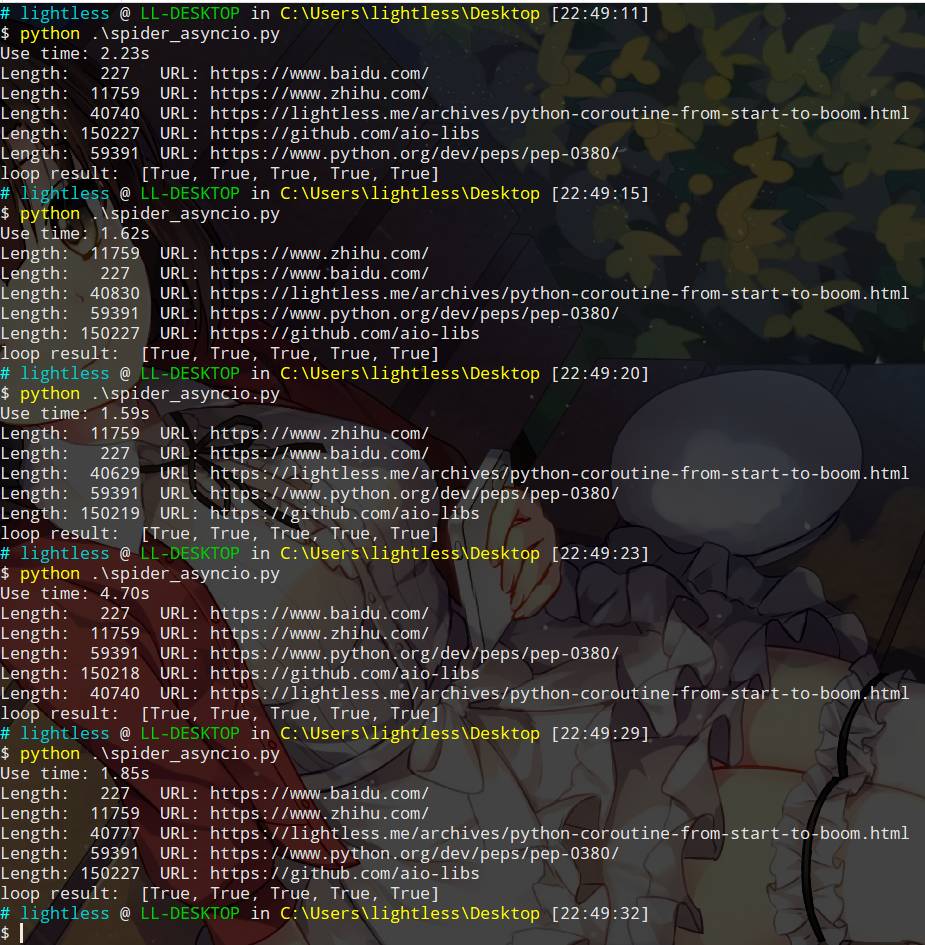 # lightless @ LL-DESKTOP in C:\Users\lightless\Desktop [22:49:11]
$ python .\spider_asyncio.py
Use time: 2.23s
Length:   227  URL: https://www.baidu.com/
Length:  11759  URL: https://www.zhihu.com/
Length:  40740  URL: https://lightless.me/archives/python-coroutine-from-start-to-boom.html
Length: 150227  URL: https://github.com/aio-libs
Length:  59391  URL: https://www.python.org/dev/peps/pep-0380/
loop result:  [True, True, True, True, True]
# lightless @ LL-DESKTOP in C:\Users\lightless\Desktop [22:49:15]
$ python .\spider_asyncio.py
Use time: 1.62s
Length:  11759  URL: https://www.zhihu.com/
Length:   227  URL: https://www.baidu.com/
Length:  40830  URL: https://lightless.me/archives/python-coroutine-from-start-to-boom.html
Length:  59391  URL: https://www.python.org/dev/peps/pep-0380/
Length: 150227  URL: https://github.com/aio-libs
loop result:  [True, True, True, True, True]
# lightless @ LL-DESKTOP in C:\Users\lightless\Desktop [22:49:20]
$ python .\spider_asyncio.py
Use time: 1.59s
Length:  11759  URL: https://www.zhihu.com/
Length:   227  URL: https://www.baidu.com/
Length:  40629  URL: https://lightless.me/archives/python-coroutine-from-start-to-boom.html
Length:  59391  URL: https://www.python.org/dev/peps/pep-0380/
Length: 150219  URL: https://github.com/aio-libs
loop result:  [True, True, True, True, True]
# lightless @ LL-DESKTOP in C:\Users\lightless\Desktop [22:49:23]
$ python .\spider_asyncio.py
Use time: 4.70s
Length:   227  URL: https://www.baidu.com/
Length:  11759  URL: https://www.zhihu.com/
Length:  59391  URL: https://www.python.org/dev/peps/pep-0380/
Length: 150218  URL: https://github.com/aio-libs
Length:  40740  URL: https://lightless.me/archives/python-coroutine-from-start-to-boom.html
loop result:  [True, True, True, True, True]
# lightless @ LL-DESKTOP in C:\Users\lightless\Desktop [22:49:29]
$ python .\spider_asyncio.py
Use time: 1.85s
Length:   227  URL: https://www.baidu.com/
Length:  11759  URL: https://www.zhihu.com/
Length:  40777  URL: https://lightless.me/archives/python-coroutine-from-start-to-boom.html
Length:  59391  URL: https://www.python.org/dev/peps/pep-0380/
Length: 150227  URL: https://github.com/aio-libs
loop result:  [True, True, True, True, True]
# lightless @ LL-DESKTOP in C:\Users\lightless\Desktop [22:49:32]
$